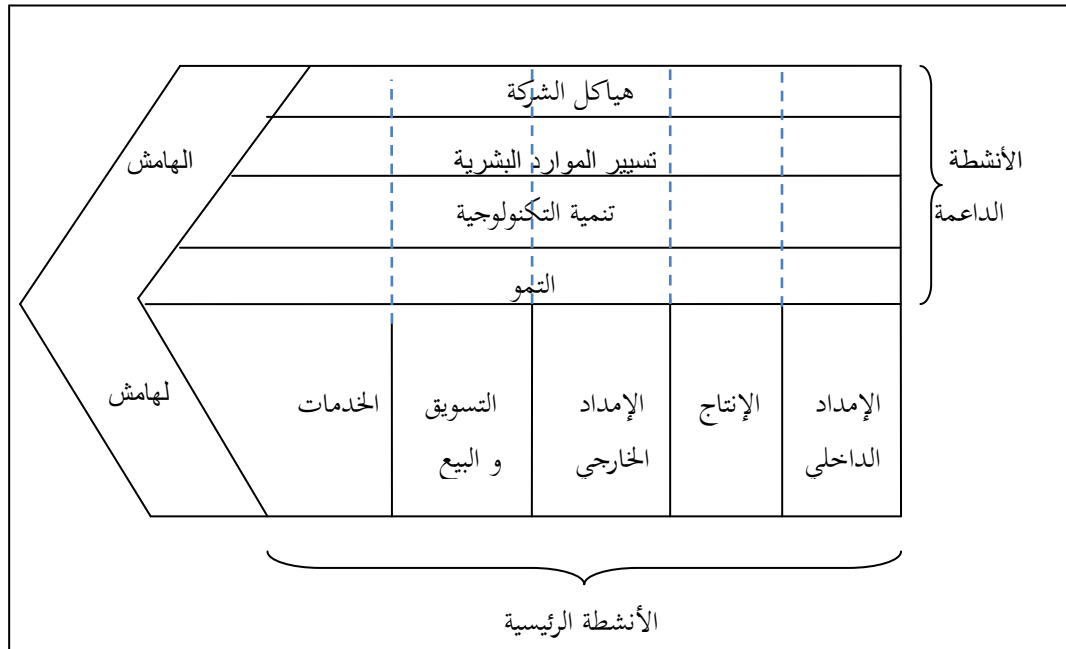 هياكل الشركة
تسيير الموارد البشرية
تنمية التكنولوجية
التمو
الأنشطة
الداعمة
الهامش
لهامش
الإمداد
الداخلي
الإنتاج
الإمداد
الخارجي
التسويق
و البيع
الخدمات
الأنشطة الرئيسية